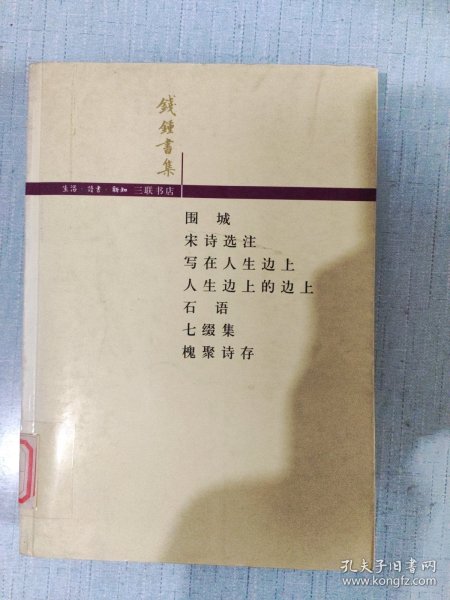 錢鍾書集
生活·讀書·新知 三联书店
围 城
宋诗选注
写在人生边上
人生边上的边上
石 语
七缀集
槐聚诗存
孔夫子旧书网
www.kongfz.com